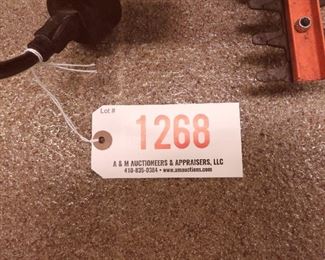 Lot #
1268
A & M AUCTIONEERS & APPRAISERS, LLC
410-835-0384 • www.amauctions.com